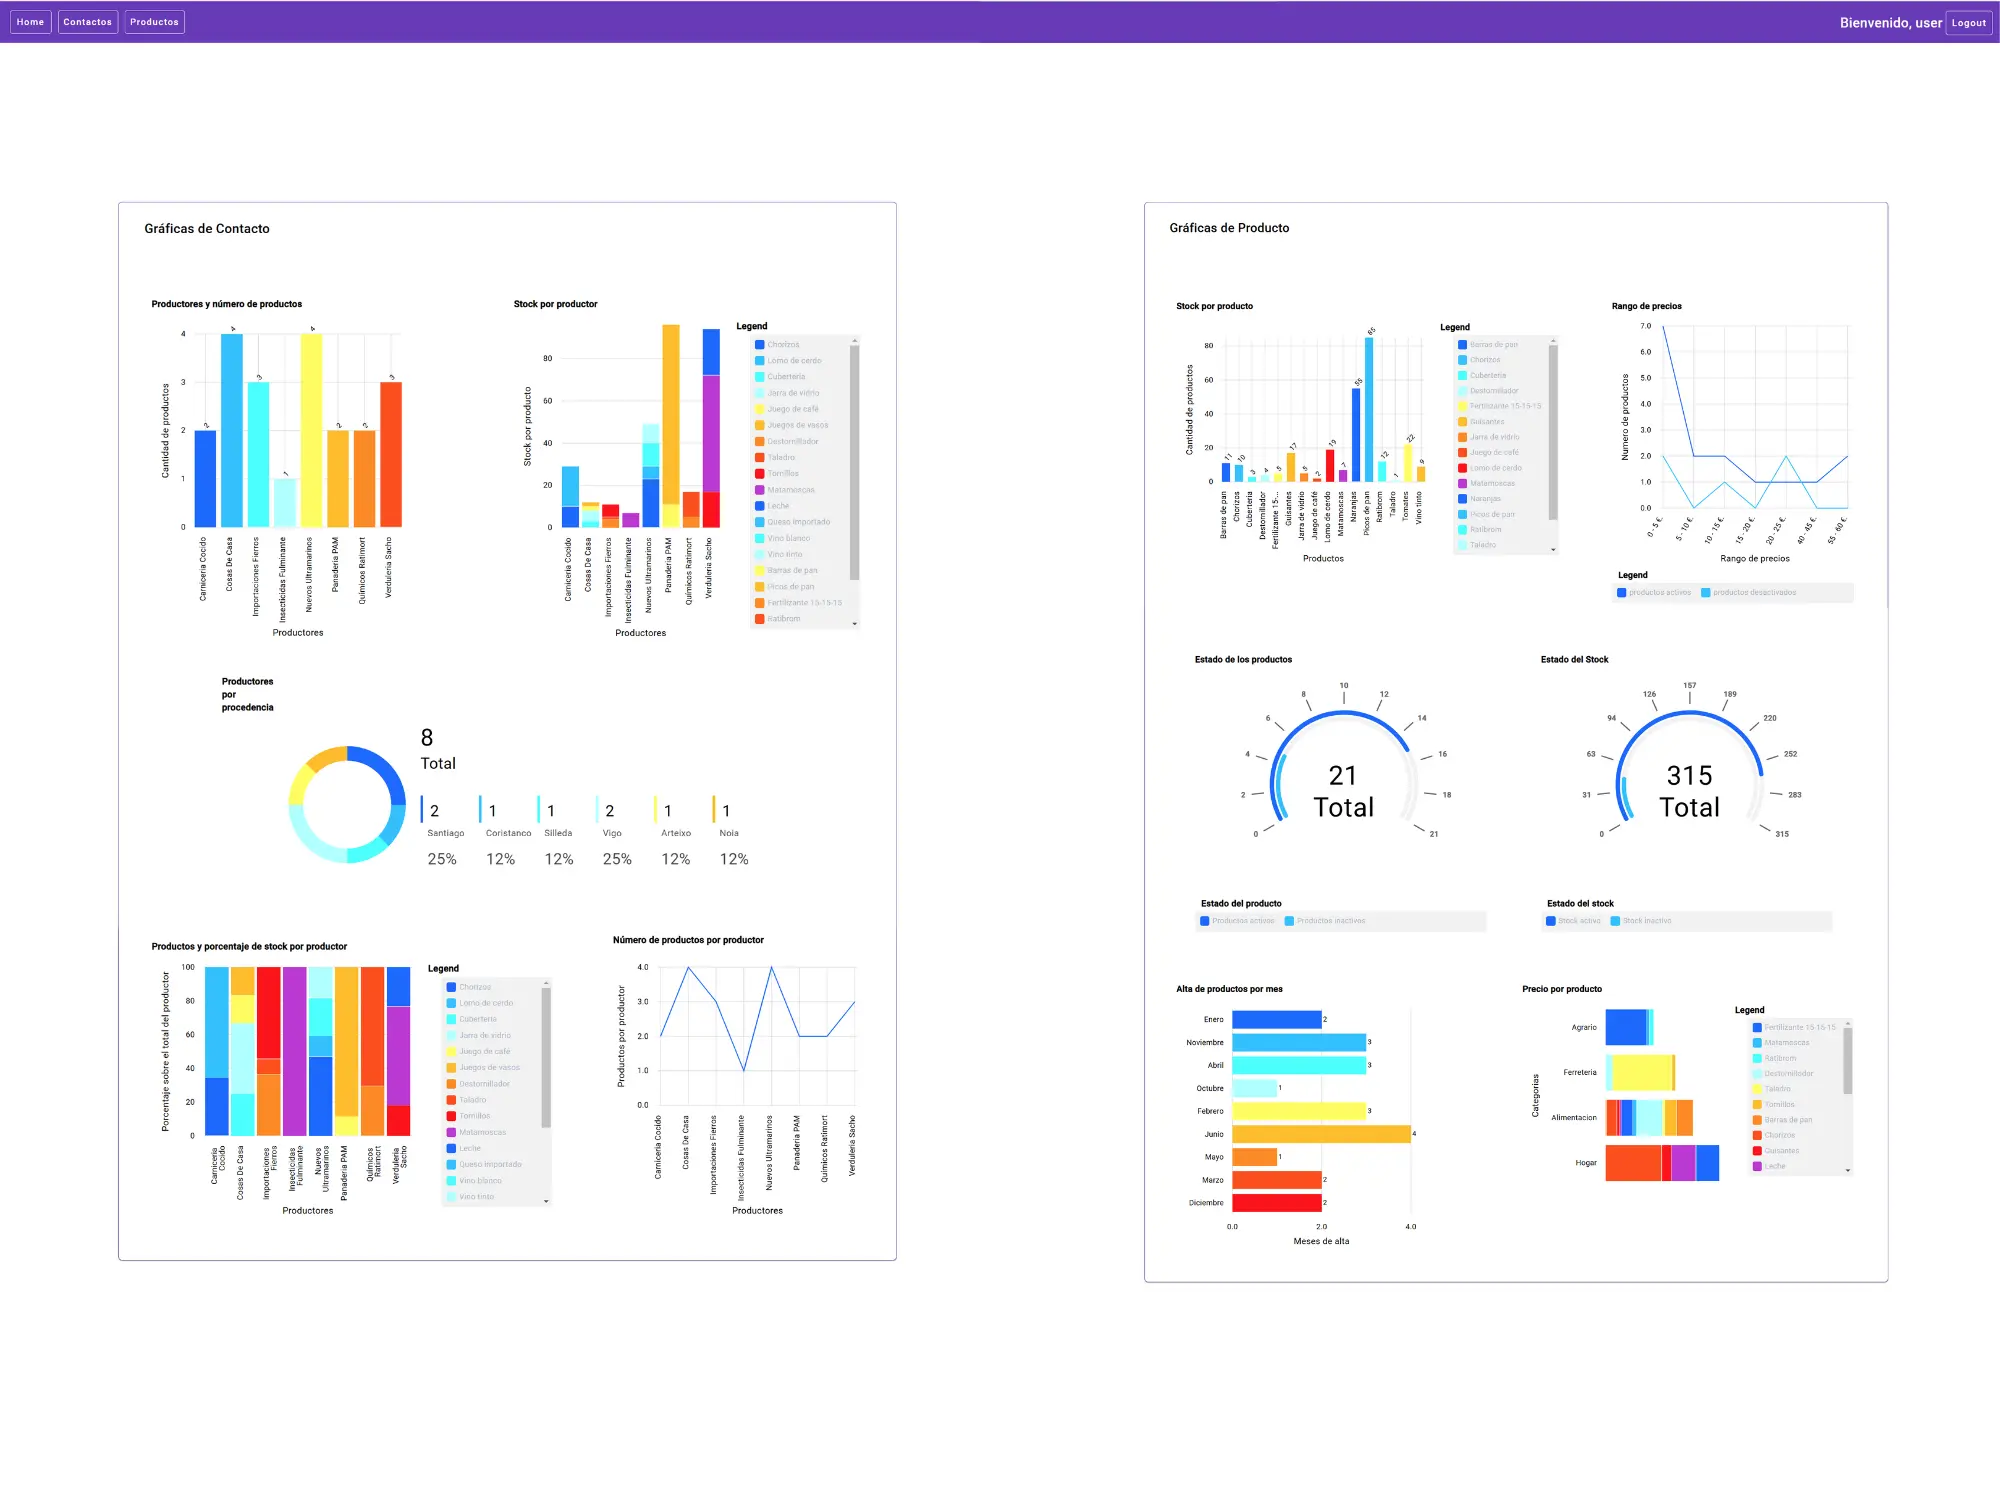 Home
Contactos
Productos
Bienvenido, user
Logout
Gráficas de Contacto
Productores y número de productos
Cantidad de productos
4
3
2
1
0
2
4
3
1
4
2
2
3
Carniceria Cocido
Cosas De Casa
Importaciones Fierros
Insecticidas Fulminante
Nuevos Ultramarinos
Panaderia PAM
Quimicos Ratimort
Verduleria Sacho
Productores
Stock por productor
Stock por producto
80
60
40
20
0
Carniceria Cocido
Cosas De Casa
Importaciones Fierros
Insecticidas Fulminante
Nuevos Ultramarinos
Panaderia PAM
Quimicos Ratimort
Verduleria Sacho
Productores
Legend
Chorizos
Lomo de cerdo
Cuberteria
Jarra de vidrio
Juego de café
Juegos de vasos
Destornillador
Taladro
Tornillos
Matamoscas
Leche
Queso importado
Vino blanco
Vino tinto
Barras de pan
Picos de pan
Fertilizante 15-15-15
Ratibrom
Productores
por
procedencia
8
Total
2
Santiago
25%
1
Coristanco
12%
1
Silleda
12%
2
Vigo
25%
1
Arteixo
12%
1
Noia
12%
Productos y porcentaje de stock por productor
Porcentaje sobre el total del productor
100
80
60
40
20
0
Carniceria
Cocido
Cosas De Casa
Importaciones
Fierros
Insecticidas
Fulminante
Nuevos
Ultramarinos
Panaderia PAM
Quimicos
Ratimort
Verduleria
Sacho
Productores
Legend
Chorizos
Lomo de cerdo
Cuberteria
Jarra de vidrio
Juego de café
Juegos de vasos
Destornillador
Taladro
Tornillos
Matamoscas
Leche
Queso importado
Vino blanco
Vino tinto
Número de productos por productor
Productos por productor
4.0
3.0
2.0
1.0
0.0
Carniceria Cocido
Cosas De Casa
Importaciones Fierros
Insecticidas Fulminante
Nuevos Ultramarinos
Panaderia PAM
Quimicos Ratimort
Verduleria Sacho
Productores
Gráficas de Producto
Stock por producto
Cantidad de productos
80
60
40
20
0
11
10
3
4
5
17
5
2
19
7
55
85
12
1
22
9
Barras de pan
Chorizos
Cuberteria
Destornillador
Fertilizante 15-...
Guisantes
Jarra de vidrio
Juego de café
Lomo de cerdo
Matamoscas
Naranjas
Picos de pan
Ratibrom
Taladro
Tomates
Vino tinto
Productos
Legend
Barras de pan
Chorizos
Cuberteria
Destornillador
Fertilizante 15-15-15
Guisantes
Jarra de vidrio
Juego de café
Lomo de cerdo
Matamoscas
Naranjas
Picos de pan
Ratibrom
Taladro
Rango de precios
Número de productos
7.0
6.0
5.0
4.0
3.0
2.0
1.0
0.0
0 - 5 €.
5 - 10 €.
10 - 15 €.
15 - 20 €.
20 - 25 €.
40 - 45 €.
55 - 60 €.
Rango de precios
Legend
productos activos
productos desactivados
Estado de los productos
0
2
4
6
8
10
12
14
16
18
21
21
Total
Estado del producto
Productos activos
Productos inactivos
Estado del Stock
0
31
63
94
126
157
189
220
252
283
315
315
Total
Estado del stock
Stock activo
Stock inactivo
Alta de productos por mes
Enero
2
Noviembre
3
Abril
3
Octubre
1
Febrero
3
Junio
4
Mayo
1
Marzo
2
Diciembre
2
0.0
2.0
4.0
Meses de alta
Precio por producto
Categorias
Agrario
Ferreteria
Alimentacion
Hogar
Legend
Fertilizante 15-15-15
Matamoscas
Ratibrom
Destornillador
Taladro
Tornillos
Barras de pan
Chorizos
Guisantes
Leche